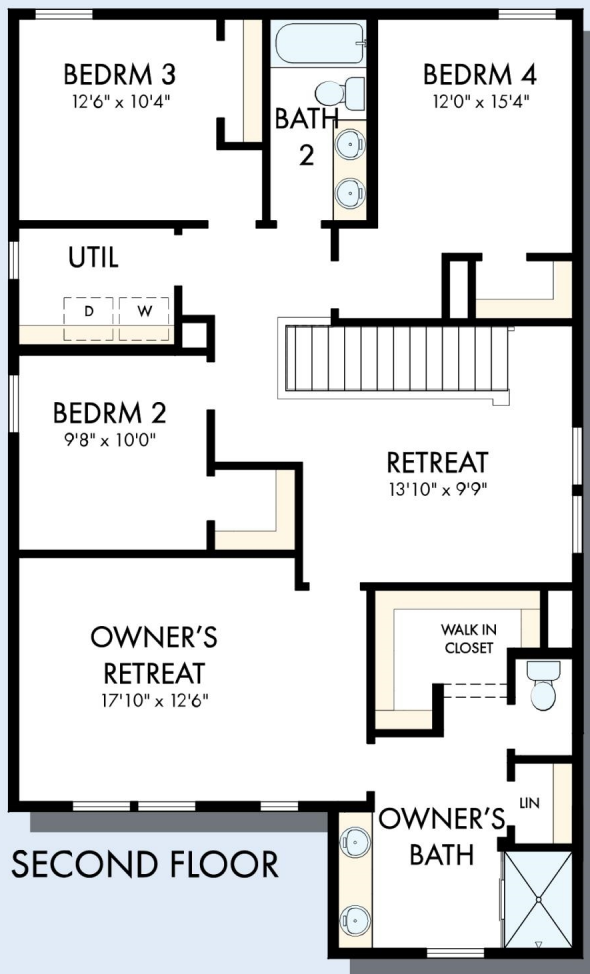 BEDRM 3
12'6" x 10'4"
BATH
2
BEDRM 4
12'0" x 15'4"
UTIL
D
W
BEDRM 2
9'8" x 10'0"
RETREAT
13'10" x 9'9"
OWNER'S
RETREAT
17'10" x 12'6"
WALK IN
CLOSET
LIN
OWNER'S
BATH
SECOND FLOOR